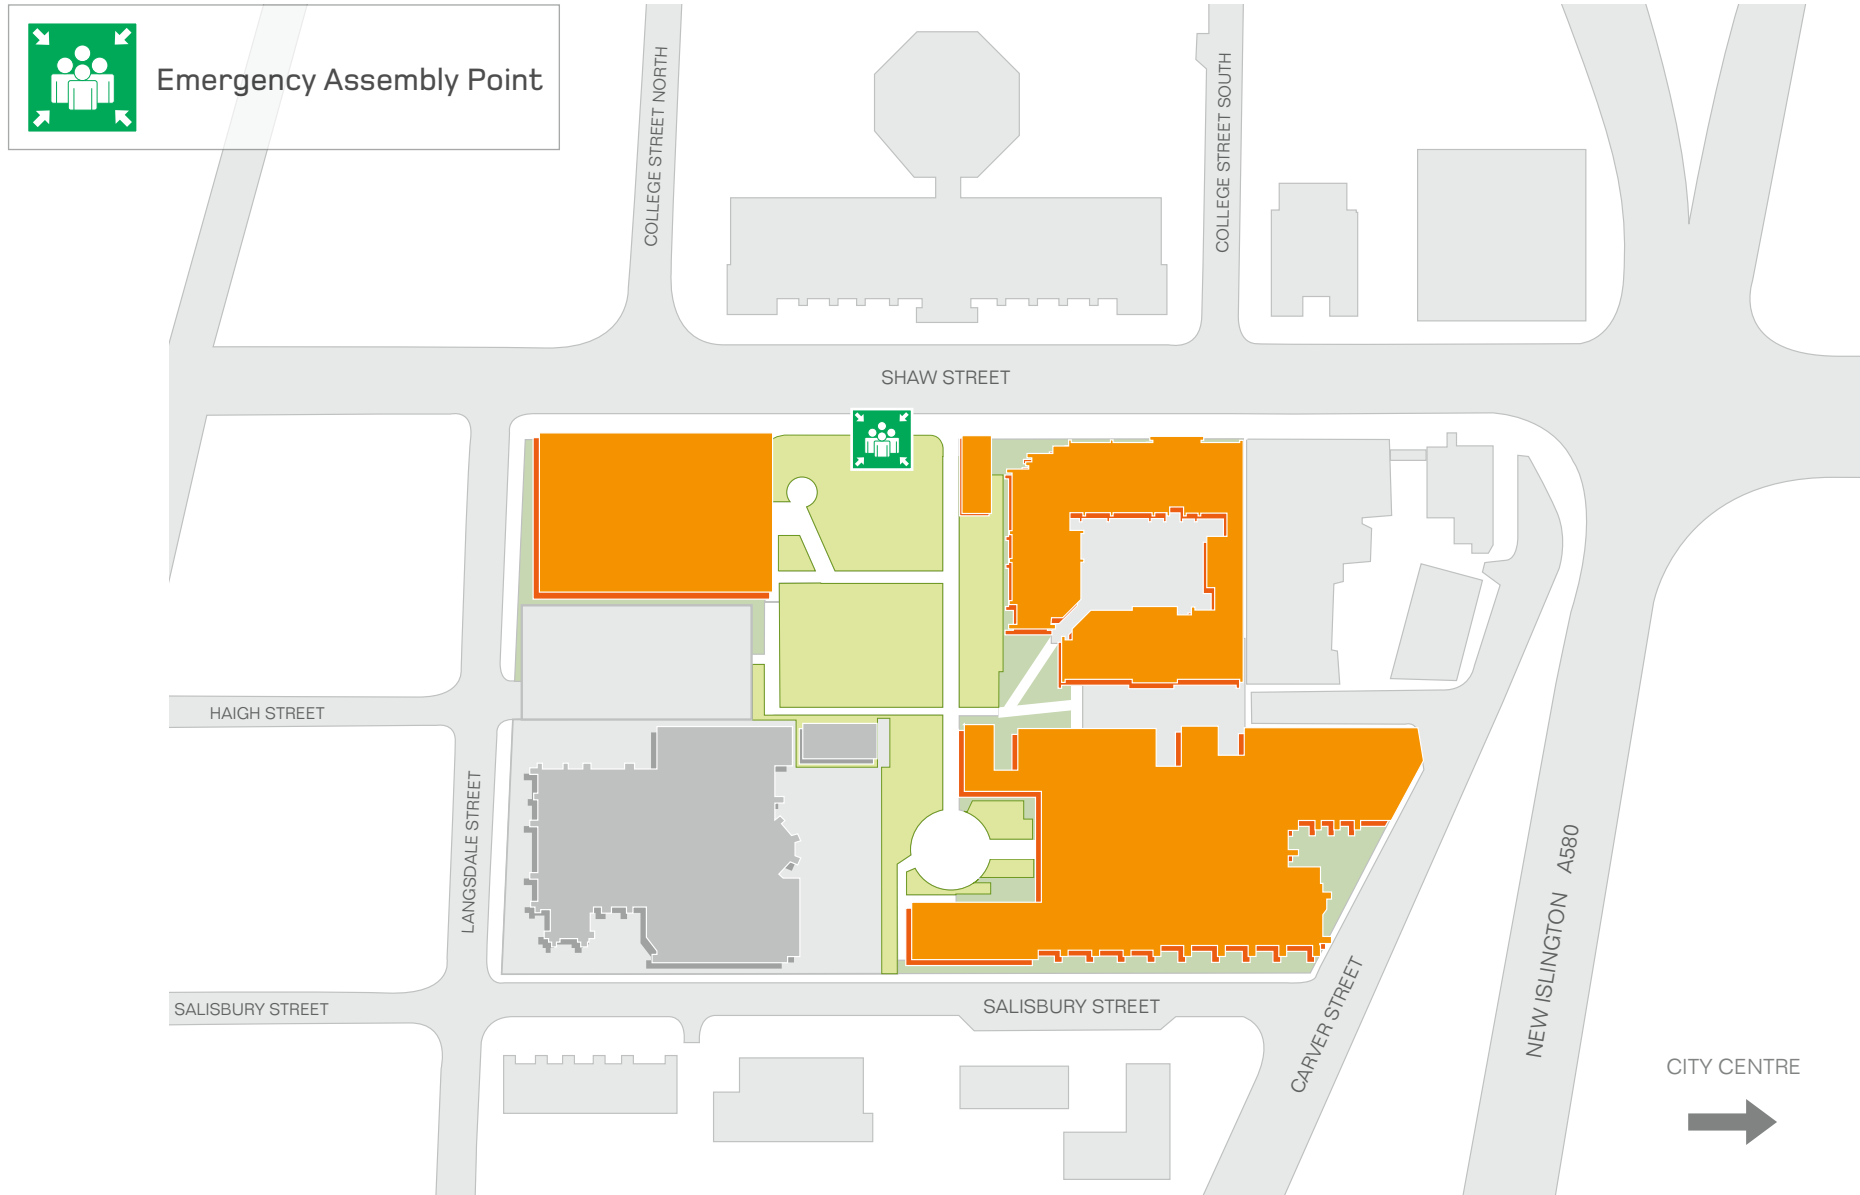 Emergency Assembly Point
COLLEGE STREET NORTH
COLLEGE STREET SOUTH
SHAW STREET
HAIGH STREET
LANGSDALE STREET
NEW ISLINGTON A580
SALISBURY STREET
SALISBURY STREET
CARVER STREET
CITY CENTRE